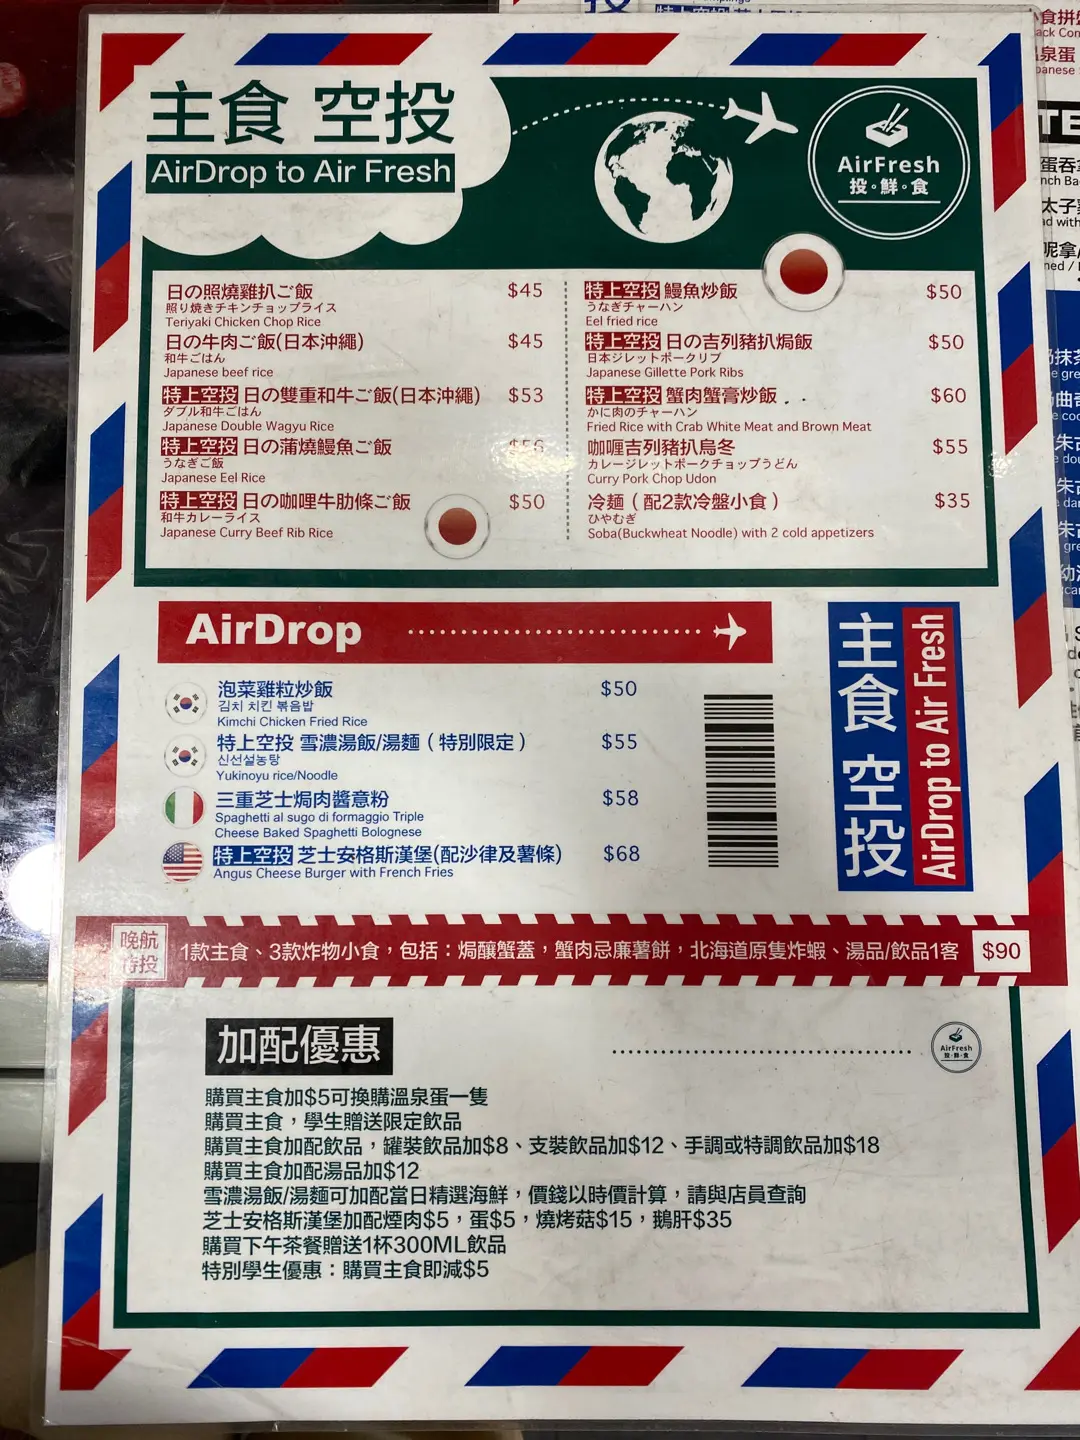 主食 空投
AirDrop to Air Fresh
AirFresh
投。鮮。食
日の照燒雞扒ご飯 $45
照り焼きチキンチョップライス
Teriyaki Chicken Chop Rice
日の牛肉ご飯(日本沖繩) $45
和牛ごはん
Japanese beef rice
特上空投 日の雙重和牛ご飯(日本沖繩) $53
ダブル和牛ごはん
Japanese Double Wagyu Rice
特上空投 日の蒲燒鰻魚ご飯 $56
うなぎご飯
Japanese Eel Rice
特上空投 日の咖哩牛肋條ご飯 $50
和牛カレーライス
Japanese Curry Beef Rib Rice
特上空投 鰻魚炒飯 $50
うなぎチャーハン
Eel fried rice
特上空投 日の吉列豬扒焗飯 $50
日本ジレットポークリブ
Japanese Gillette Pork Ribs
特上空投 蟹肉蟹膏炒飯 $60
かに肉のチャーハン
Fried Rice with Crab White Meat and Brown Meat
咖喱吉列豬扒烏冬 $55
カレージレットポークチョップうどん
Curry Pork Chop Udon
冷麺（配2款冷盤小食） $35
ひやむぎ
Soba(Buckwheat Noodle) with 2 cold appetizers
AirDrop
泡菜雞粒炒飯 $50
김치 치킨 볶음밥
Kimchi Chicken Fried Rice
特上空投 雪濃湯飯/湯麵（特別限定） $55
신선설농탕
Yukinoyu rice/Noodle
三重芝士焗肉醬意粉 $58
Spaghetti al sugo di formaggio Triple
Cheese Baked Spaghetti Bolognese
特上空投 芝士安格斯漢堡(配沙律及薯條) $68
Angus Cheese Burger with French Fries
主食 空投
AirDrop to Air Fresh
晚航
特投
1款主食、3款炸物小食，包括：焗釀蟹蓋，蟹肉忌廉薯餅，北海道原隻炸蝦、湯品/飲品1客 $90
加配優惠
AirFresh
投。鮮。食
購買主食加$5可換購溫泉蛋一隻
購買主食，學生贈送限定飲品
購買主食加配飲品，罐裝飲品加$8、支裝飲品加$12、手調或特調飲品加$18
購買主食加配湯品加$12
雪濃湯飯/湯麵可加配當日精選海鮮，價錢以時價計算，請與店員查詢
芝士安格斯漢堡加配煙肉$5，蛋$5，燒烤菇$15，鵝肝$35
購買下午茶餐贈送1杯300ML飲品
特別學生優惠：購買主食即減$5